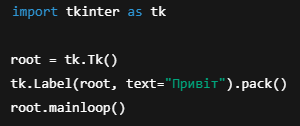 import tkinter as tk
root = tk.Tk()
tk.Label(root, text="Привіт").pack()
root.mainloop()